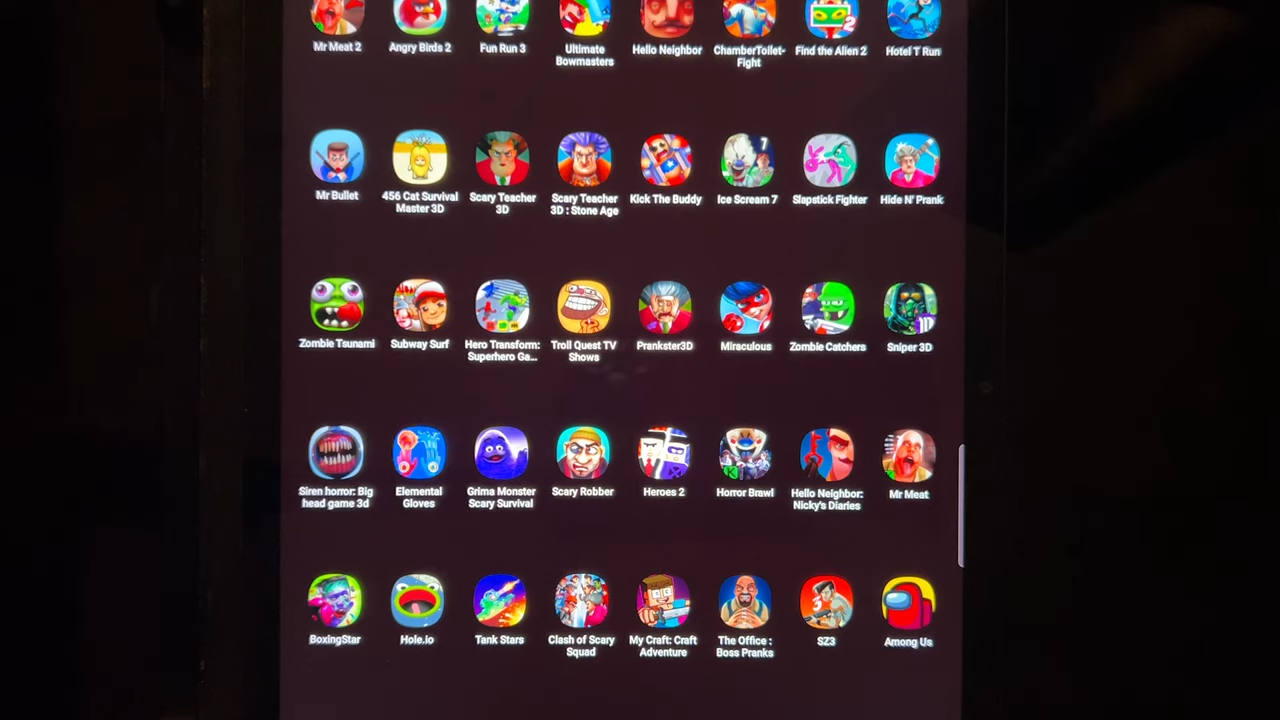 Mr Meat 2
Angry Birds 2
Fun Run 3
Ultimate
Bowmasters
Hello Neighbor
ChamberToilet-
Fight
Find the Alien 2
Hotel T Run
Mr Bullet
456 Cat Survival
Master 3D
Scary Teacher
3D
Scary Teacher
3D : Stone Age
Kick The Buddy
Ice Scream 7
Slapstick Fighter
Hide N' Prank
Zombie Tsunami
Subway Surf
Hero Transform:
Superhero Ga...
Troll Quest TV
Shows
Prankster3D
Miraculous
Zombie Catchers
Sniper 3D
Siren horror: Big
head game 3d
Elemental
Gloves
Grima Monster
Scary Survival
Scary Robber
Heroes 2
Horror Brawl
Hello Neighbor:
Nicky's Diaries
Mr Meat
BoxingStar
Hole.io
Tank Stars
Clash of Scary
Squad
My Craft: Craft
Adventure
The Office :
Boss Pranks
SZ3
Among Us